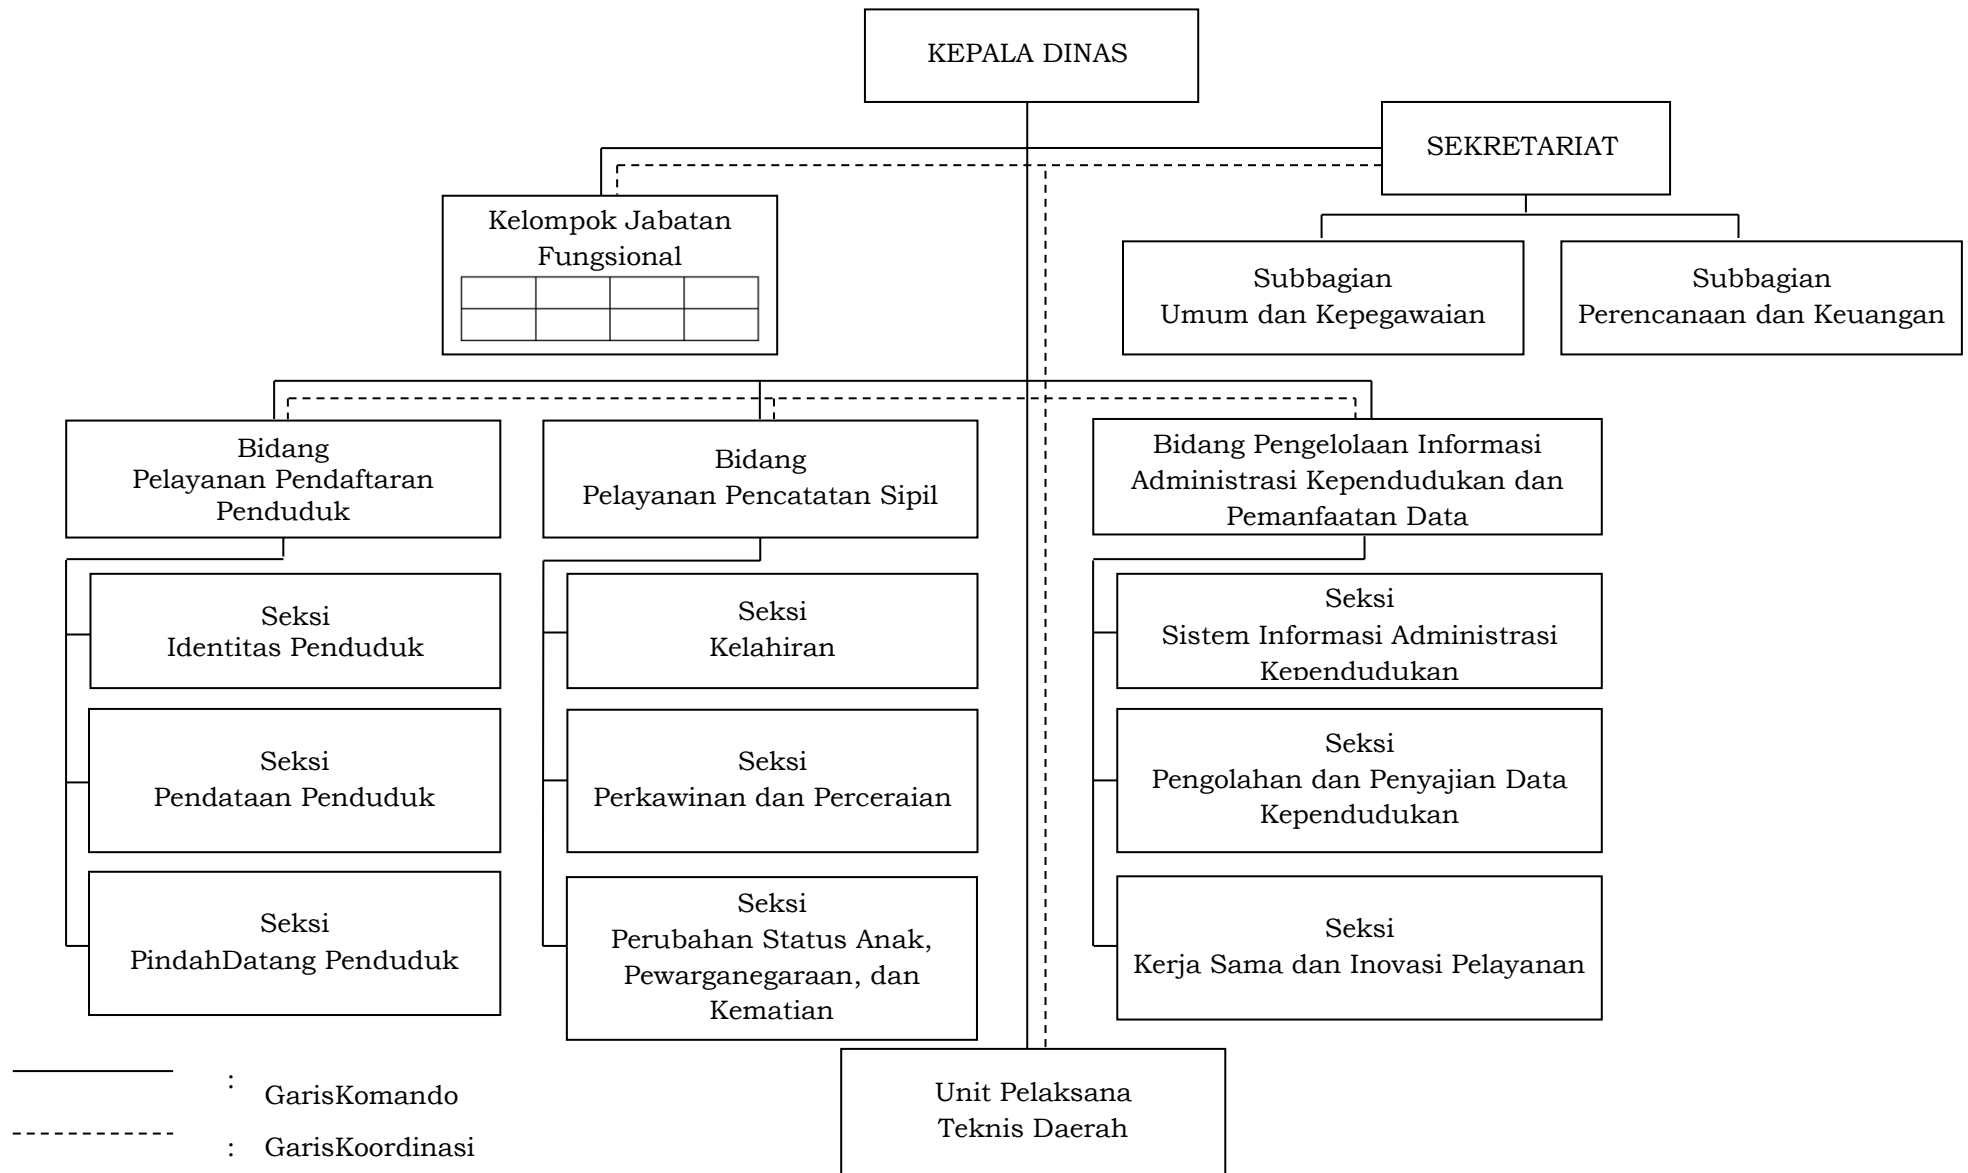 KEPALA DINAS
SEKRETARIAT
Kelompok Jabatan
Fungsional
Subbagian
Umum dan Kepegawaian
Subbagian
Perencanaan dan Keuangan
Bidang
Pelayanan Pendaftaran
Penduduk
Bidang
Pelayanan Pencatatan Sipil
Bidang Pengelolaan Informasi
Administrasi Kependudukan dan
Pemanfaatan Data
Seksi
Identitas Penduduk
Seksi
Kelahiran
Seksi
Sistem Informasi Administrasi
Kependudukan
Seksi
Pendataan Penduduk
Seksi
Perkawinan dan Perceraian
Seksi
Pengolahan dan Penyajian Data
Kependudukan
Seksi
PindahDatang Penduduk
Seksi
Perubahan Status Anak,
Pewarganegaraan, dan
Kematian
Seksi
Kerja Sama dan Inovasi Pelayanan
Unit Pelaksana
Teknis Daerah
: GarisKomando
: GarisKoordinasi